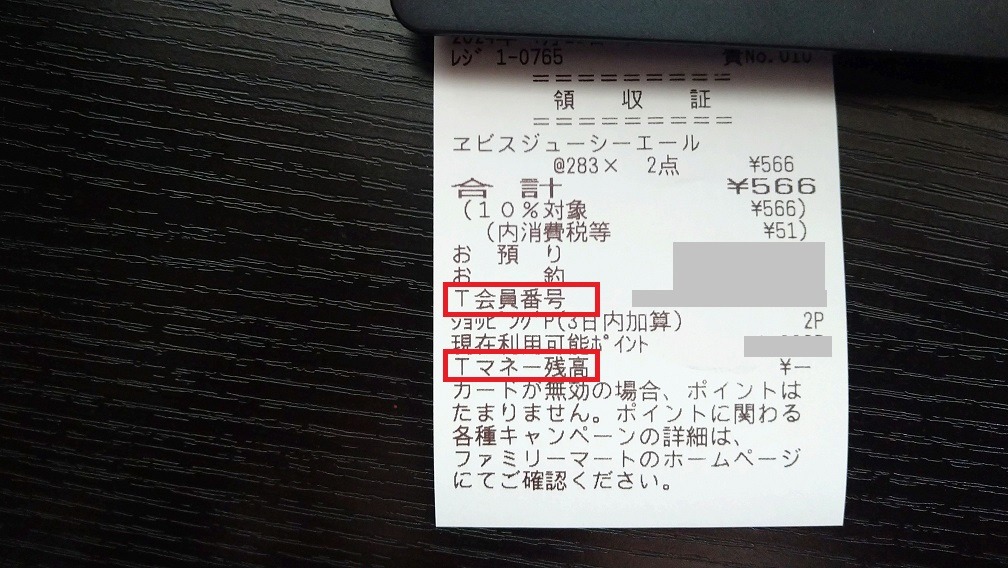 レジ 1-0765 責No.010
領 収 証
ヱビスジューシーエール
@283× 2点 ¥566
合 計 ¥566
(10%対象 ¥566)
(内消費税等 ¥51)
お 預 り
お 釣
T会員番号
ショッピングP(3日内加算) 2P
現在利用可能ポイント
Tマネー残高 ¥ー
カードが無効の場合、ポイントは
たまりません。ポイントに関わる
各種キャンペーンの詳細は、
ファミリーマートのホームページ
にてご確認ください。